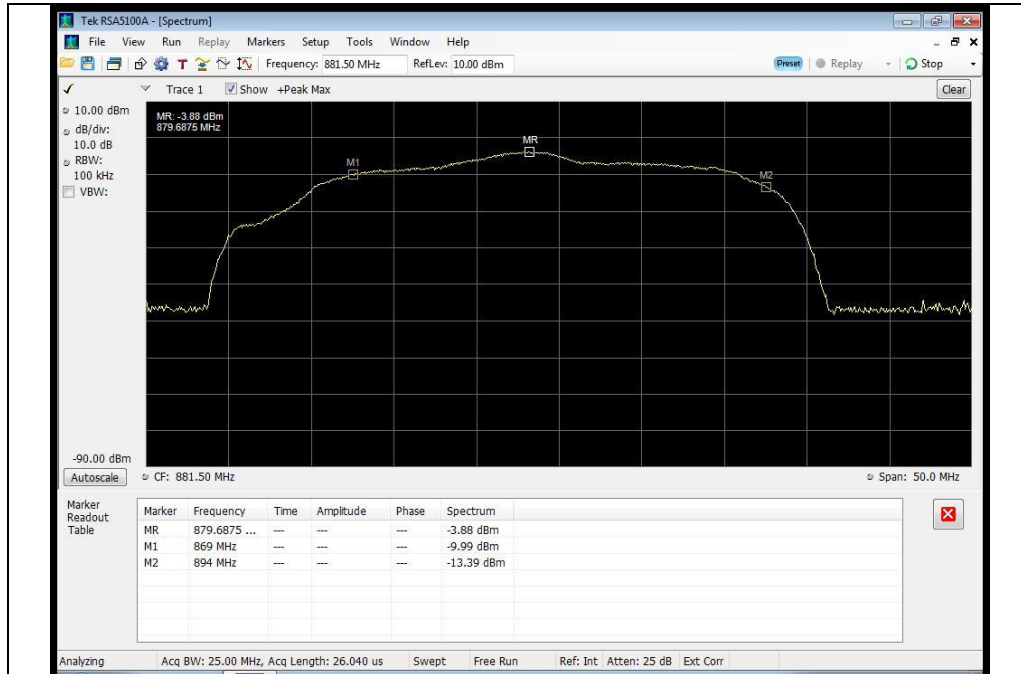 Tek RSA5100A - [Spectrum]
File View Run Replay Markers Setup Tools Window Help
T Frequency: 881.50 MHz RefLev: 10.00 dBm Preset Replay Stop
Trace 1 Show +Peak Max Clear
10.00 dBm
dB/div:
10.0 dB
RBW:
100 kHz
VBW:
-90.00 dBm
MR: -3.88 dBm
879.6875 MHz
MR
M1
M2
Autoscale CF: 881.50 MHz Span: 50.0 MHz
Marker Readout Table
Marker Frequency Time Amplitude Phase Spectrum
MR 879.6875 ... --- --- --- -3.88 dBm
M1 869 MHz --- --- --- -9.99 dBm
M2 894 MHz --- --- --- -13.39 dBm
Analyzing Acq BW: 25.00 MHz, Acq Length: 26.040 us Swept Free Run Ref: Int Atten: 25 dB Ext Corr